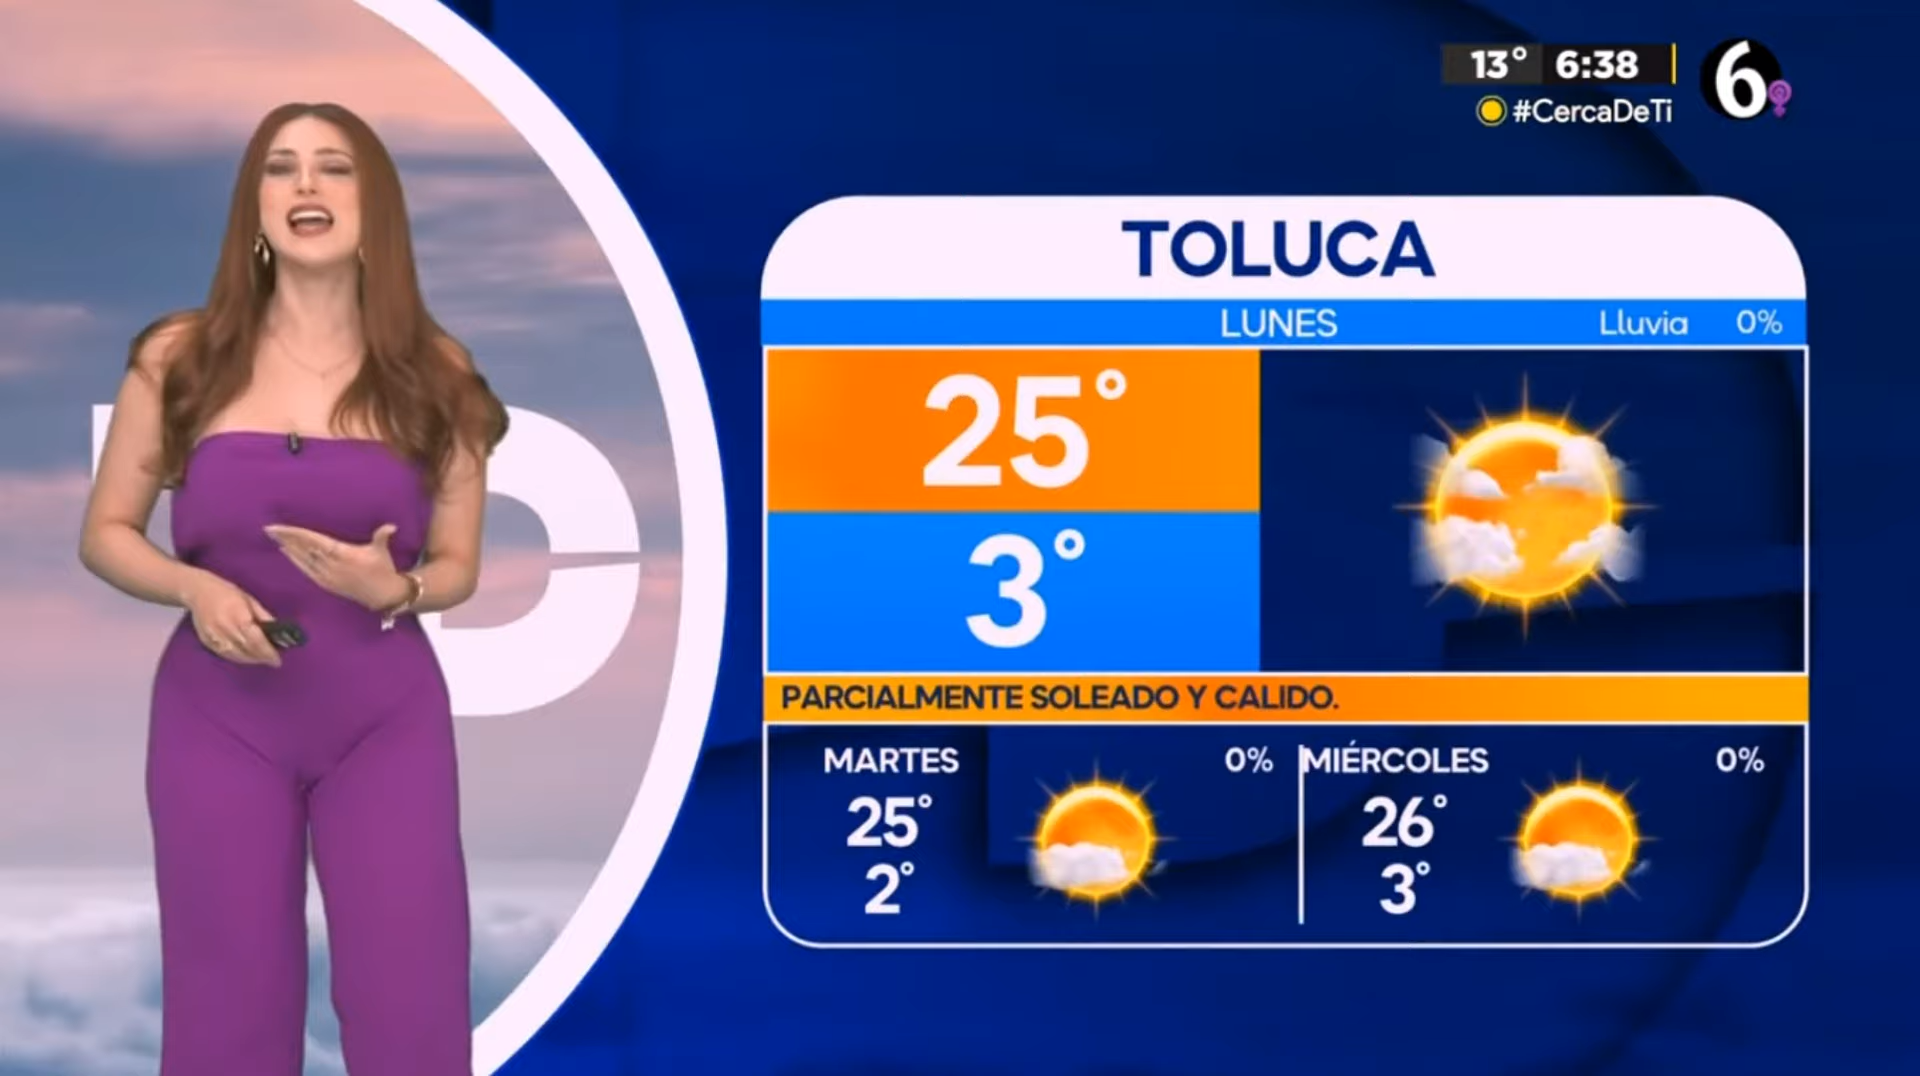 13° 6:38
#CercaDeTi
6
TOLUCA
LUNES Lluvia 0%
25°
3°
PARCIALMENTE SOLEADO Y CALIDO.
MARTES 0%
25°
2°
MIÉRCOLES 0%
26°
3°